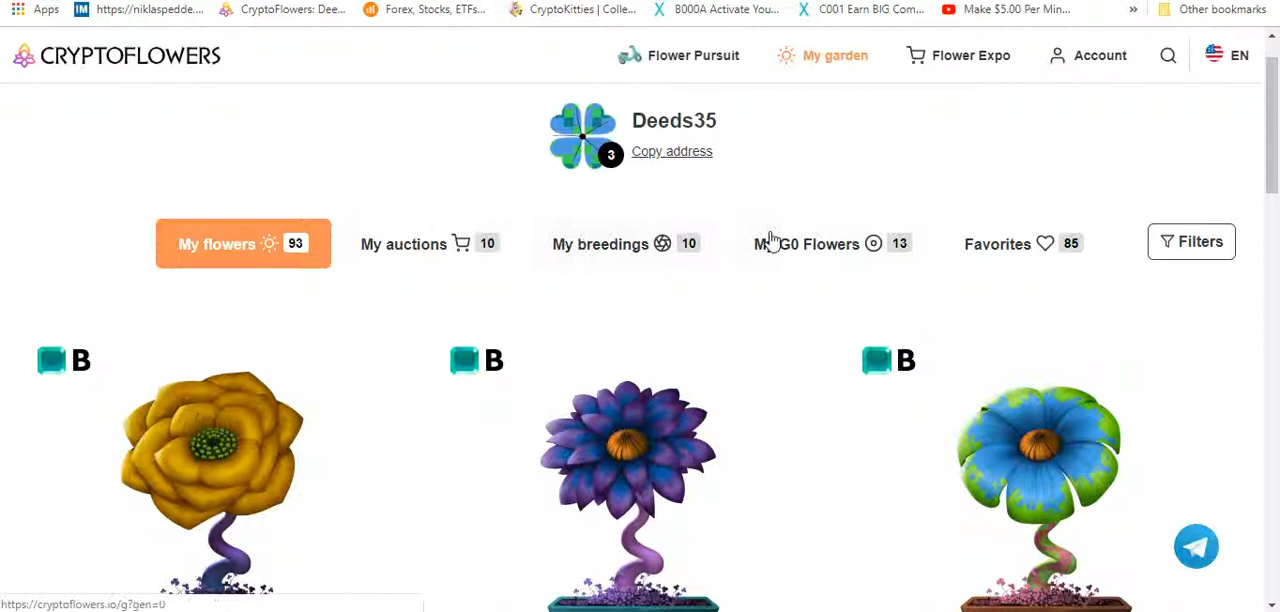 Apps https://niklaspedde... CryptoFlowers: Dee... Forex, Stocks, ETFs... CryptoKitties | Colle... B000A Activate You... C001 Earn BIG Com... Make $5.00 Per Min... » Other bookmarks
CRYPTOFLOWERS Flower Pursuit My garden Flower Expo Account EN
Deeds35
3 Copy address
My flowers 93 My auctions 10 My breedings 10 My G0 Flowers 13 Favorites 85 Filters
B B B
https://cryptoflowers.io/g?gen=0